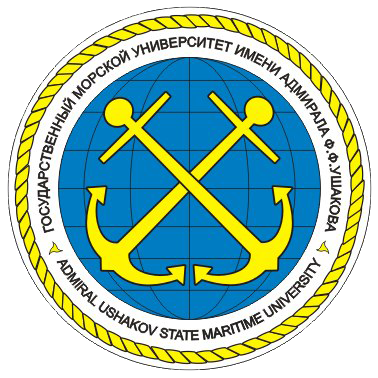 ГОСУДАРСТВЕННЫЙ МОРСКОЙ УНИВЕРСИТЕТ ИМЕНИ АДМИРАЛА Ф.Ф.УШАКОВА
ADMIRAL USHAKOV STATE MARITIME UNIVERSITY